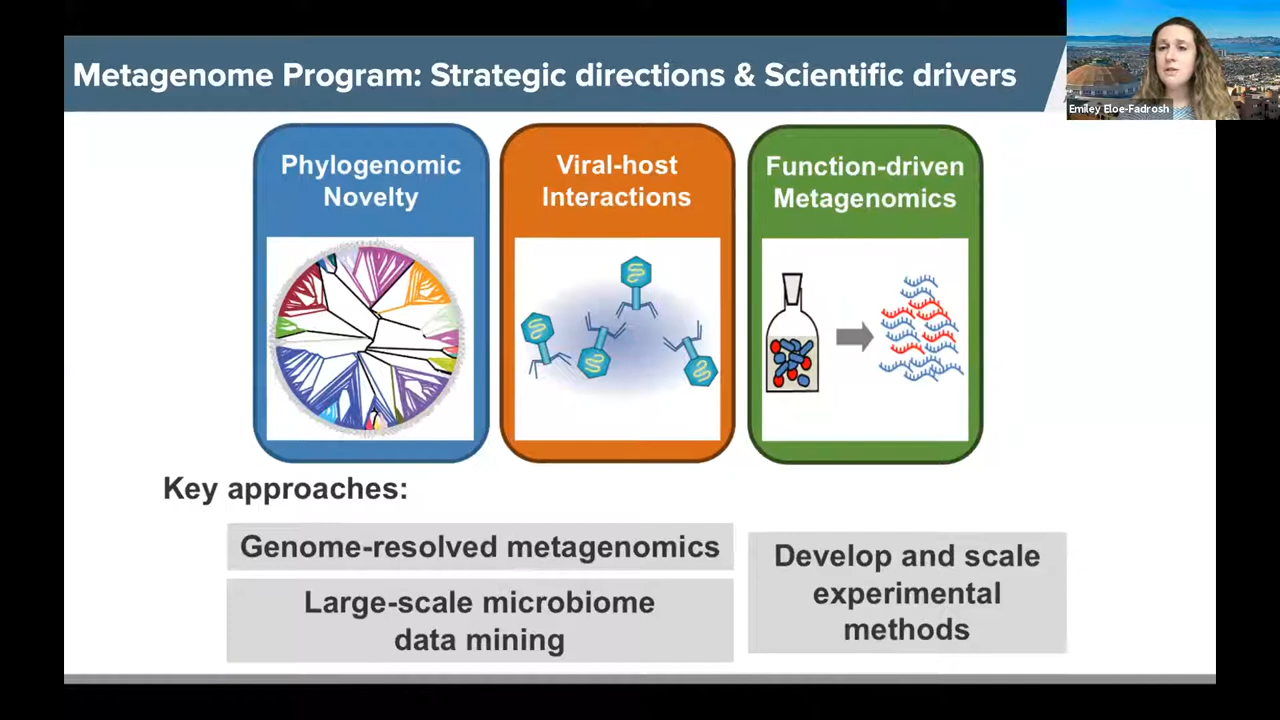 Metagenome Program: Strategic directions & Scientific drivers
Emiley Eloe-Fadrosh
Phylogenomic
Novelty
Viral-host
Interactions
Function-driven
Metagenomics
Key approaches:
Genome-resolved metagenomics
Large-scale microbiome
data mining
Develop and scale
experimental
methods